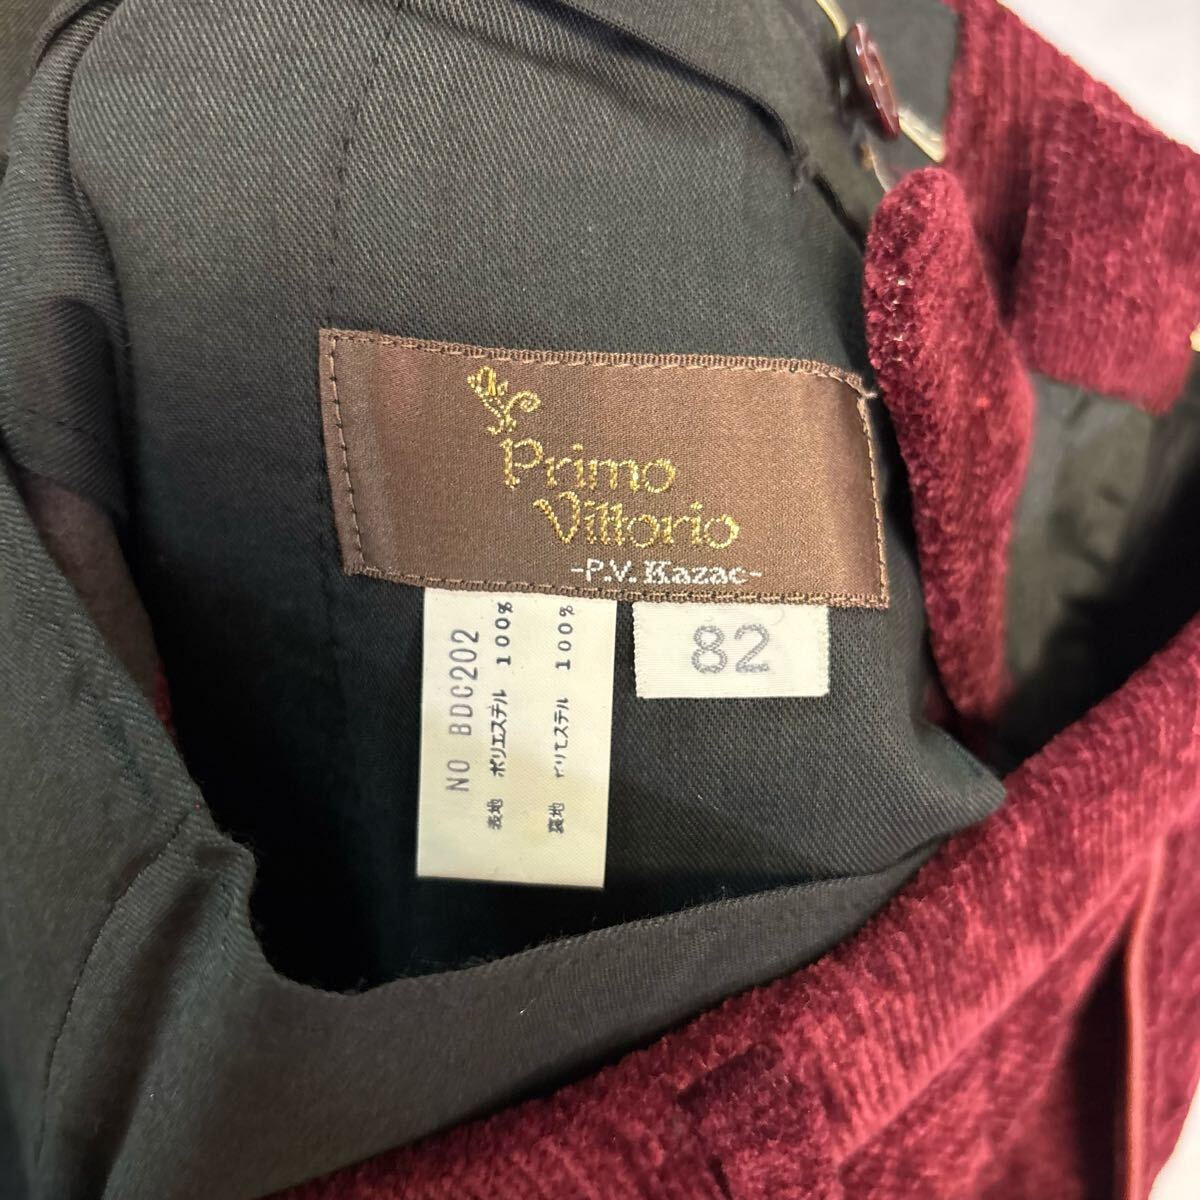 Primo
Vittorio
-P.V. Kazac-
82
NO BDC202
表地 ポリエステル 100%
裏地 ポリエステル 100%